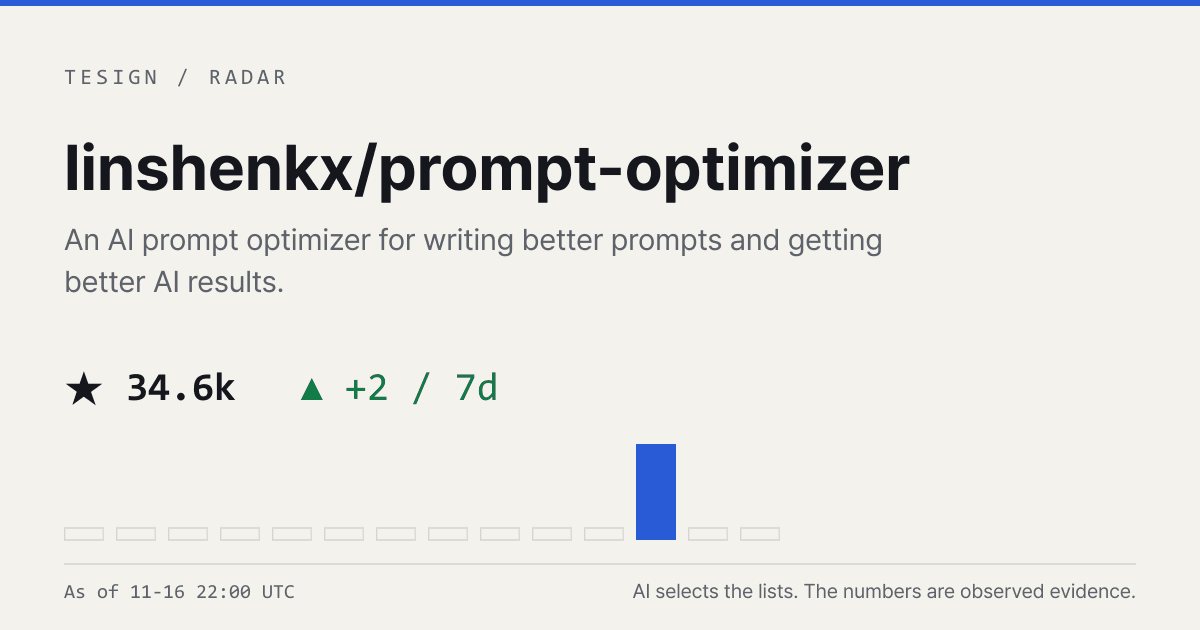 TESIGN / RADAR
linshenkx/prompt-optimizer
An AI prompt optimizer for writing better prompts and getting
better AI results.
★ 34.6k ▲ +2 / 7d
As of 11-16 22:00 UTC
AI selects the lists. The numbers are observed evidence.